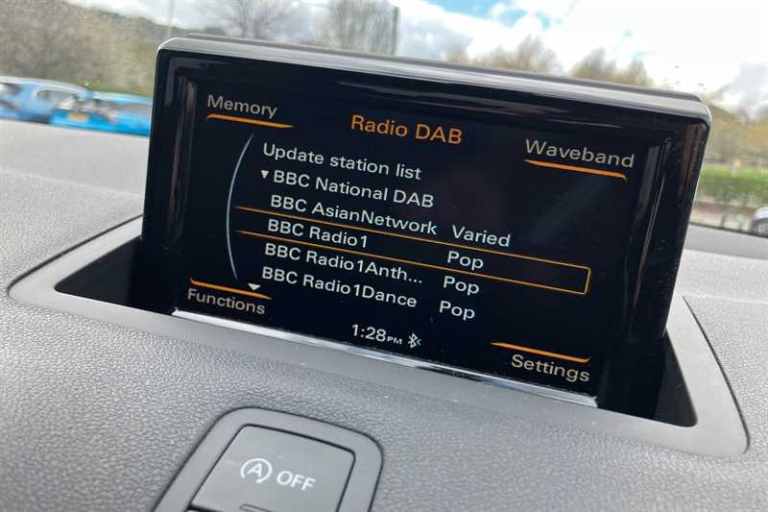 Memory
Radio DAB
Waveband
Update station list
▼BBC National DAB
BBC AsianNetwork Varied
BBC Radio1 Pop
BBC Radio1Anth... Pop
BBC Radio1Dance Pop
Functions
1:28PM
Settings
A OFF